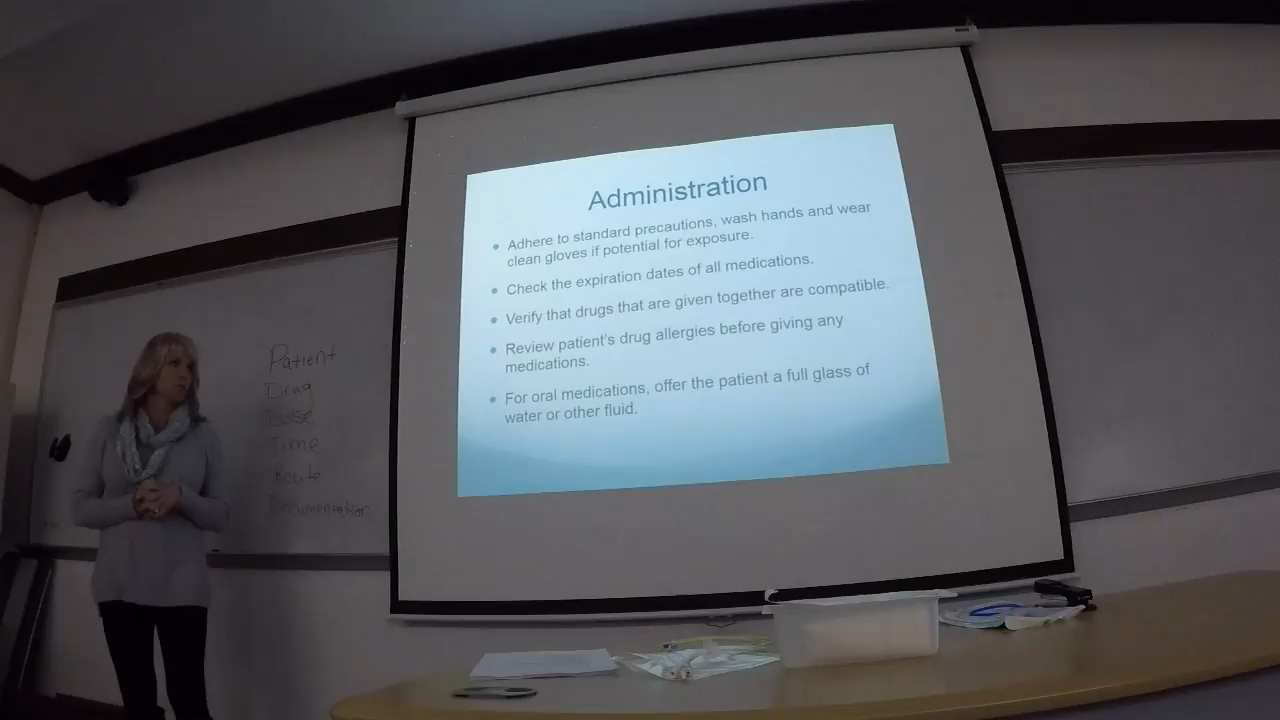 Administration
Adhere to standard precautions, wash hands and wear
clean gloves if potential for exposure.
Check the expiration dates of all medications.
Verify that drugs that are given together are compatible.
Review patient's drug allergies before giving any
medications.
For oral medications, offer the patient a full glass of
water or other fluid.
Patient
Drug
Dose
Time
Route
Documentation